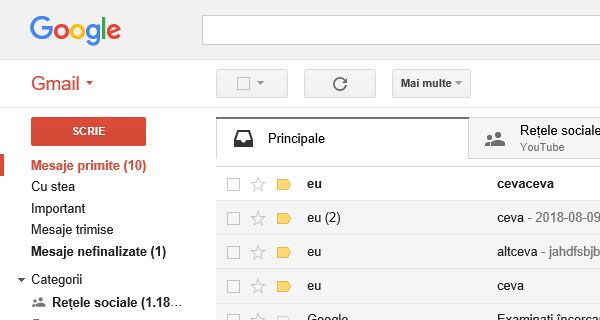 Google
Gmail
Mai multe
SCRIE
Principale
Rețele sociale
YouTube
Mesaje primite (10)
Cu stea
Important
Mesaje trimise
Mesaje nefinalizate (1)
Categorii
Rețele sociale (1.18...
eu cevaceva
eu (2) ceva - 2018-08-09
eu altceva - jahdfsbjb
eu ceva
Google Examinați încercar